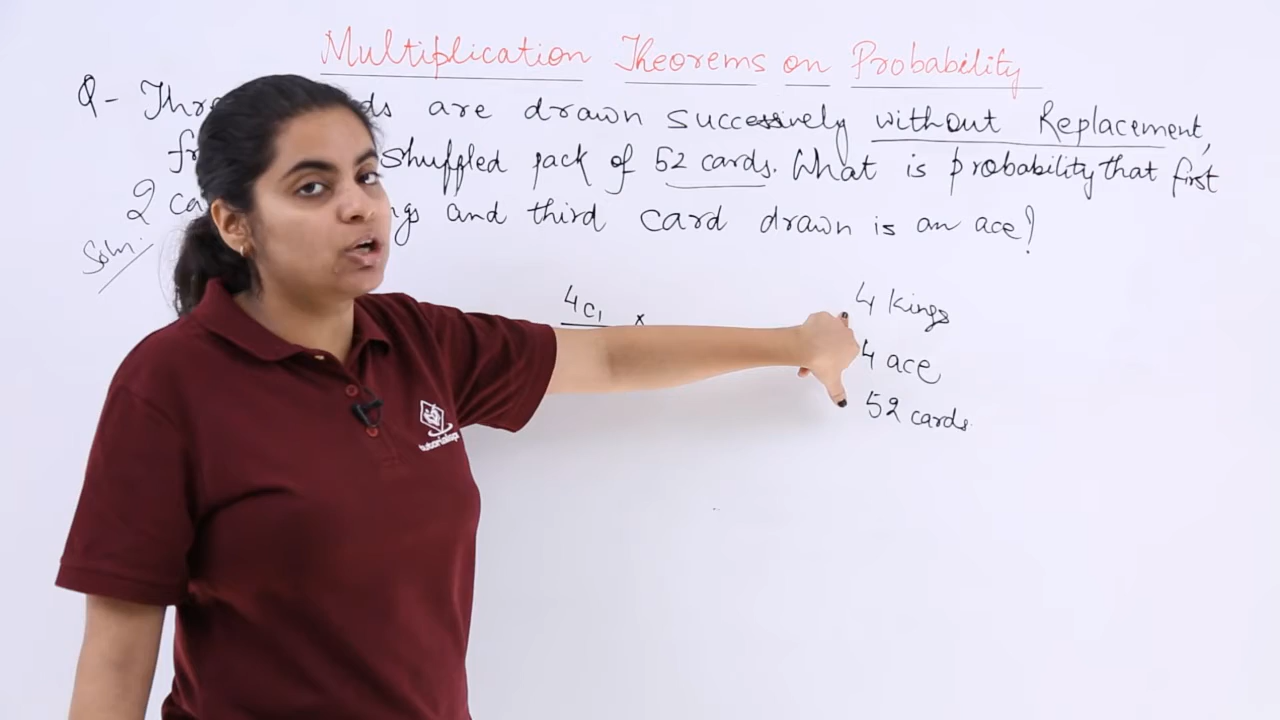 Multiplication Theorems on Probability
Q- Thr ds are drawn successively without Replacement,
fr shuffled pack of 52 cards. What is probability that first
2 ca ngs and third card drawn is an ace?
Soln:
4c1 x
4 kings
4 ace
52 cards.